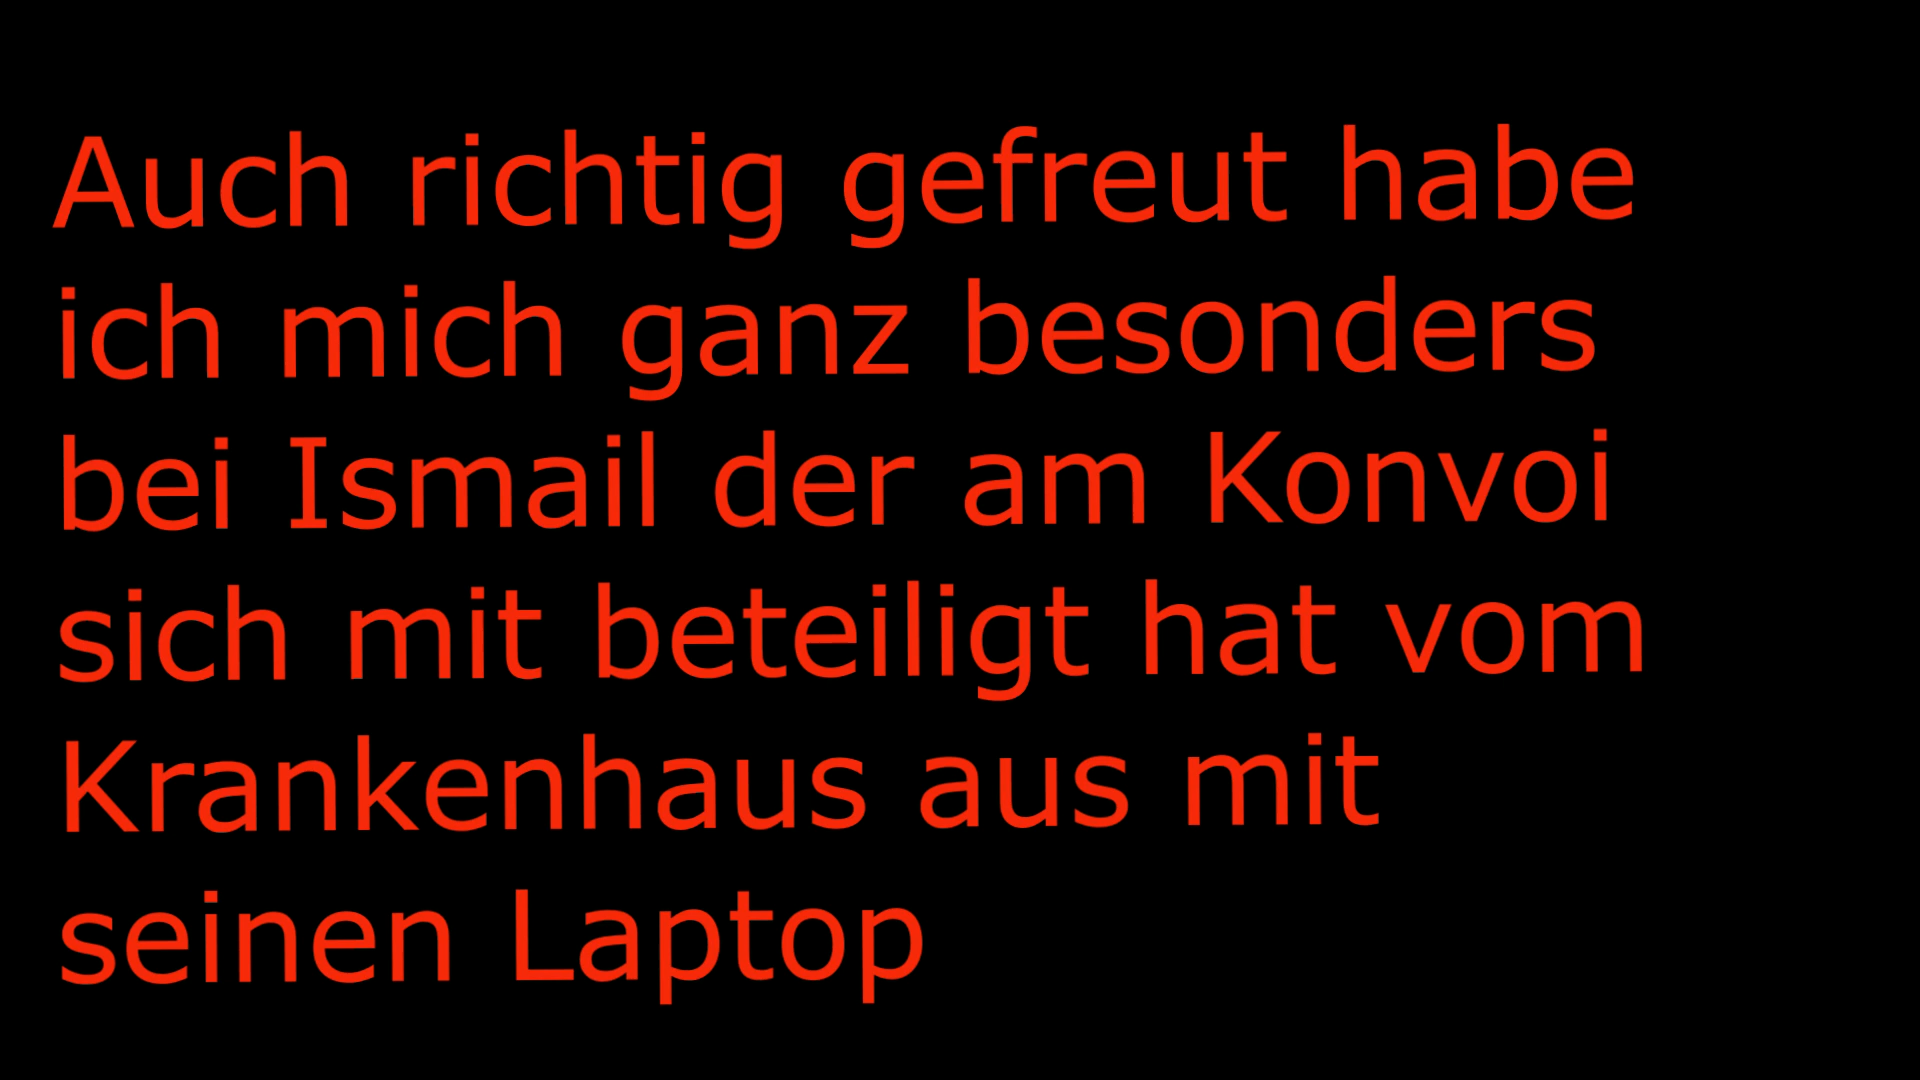 Auch richtig gefreut habe
ich mich ganz besonders
bei Ismail der am Konvoi
sich mit beteiligt hat vom
Krankenhaus aus mit
seinen Laptop